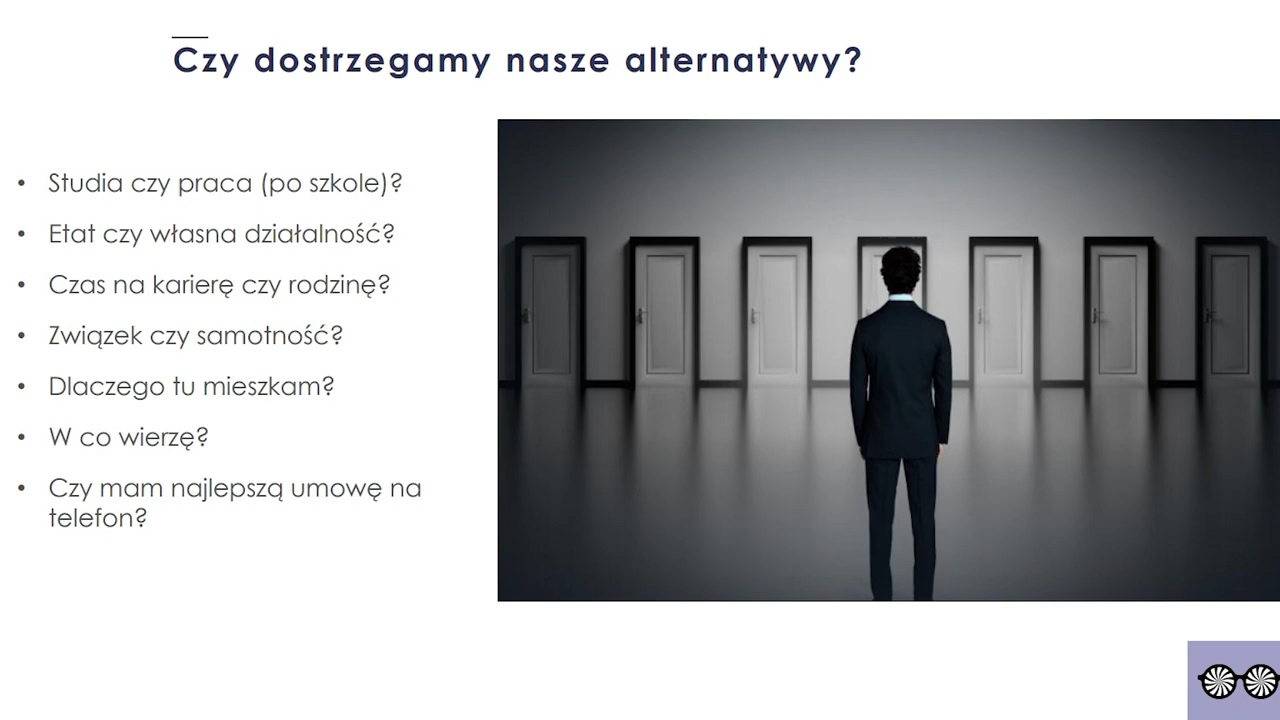 Czy dostrzegamy nasze alternatywy?
• Studia czy praca (po szkole)?
• Etat czy własna działalność?
• Czas na karierę czy rodzinę?
• Związek czy samotność?
• Dlaczego tu mieszkam?
• W co wierzę?
• Czy mam najlepszą umowę na
telefon?